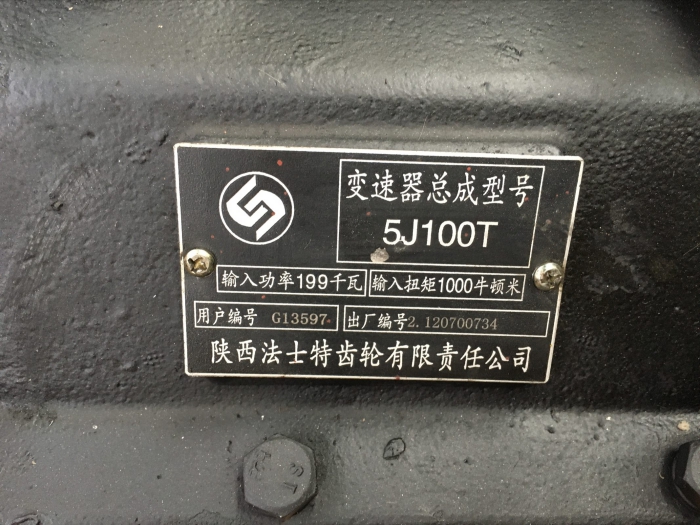 变速器总成型号
5J100T
输入功率199千瓦 输入扭矩1000牛顿米
用户编号 G13597 出厂编号2.120700734
陕西法士特齿轮有限责任公司